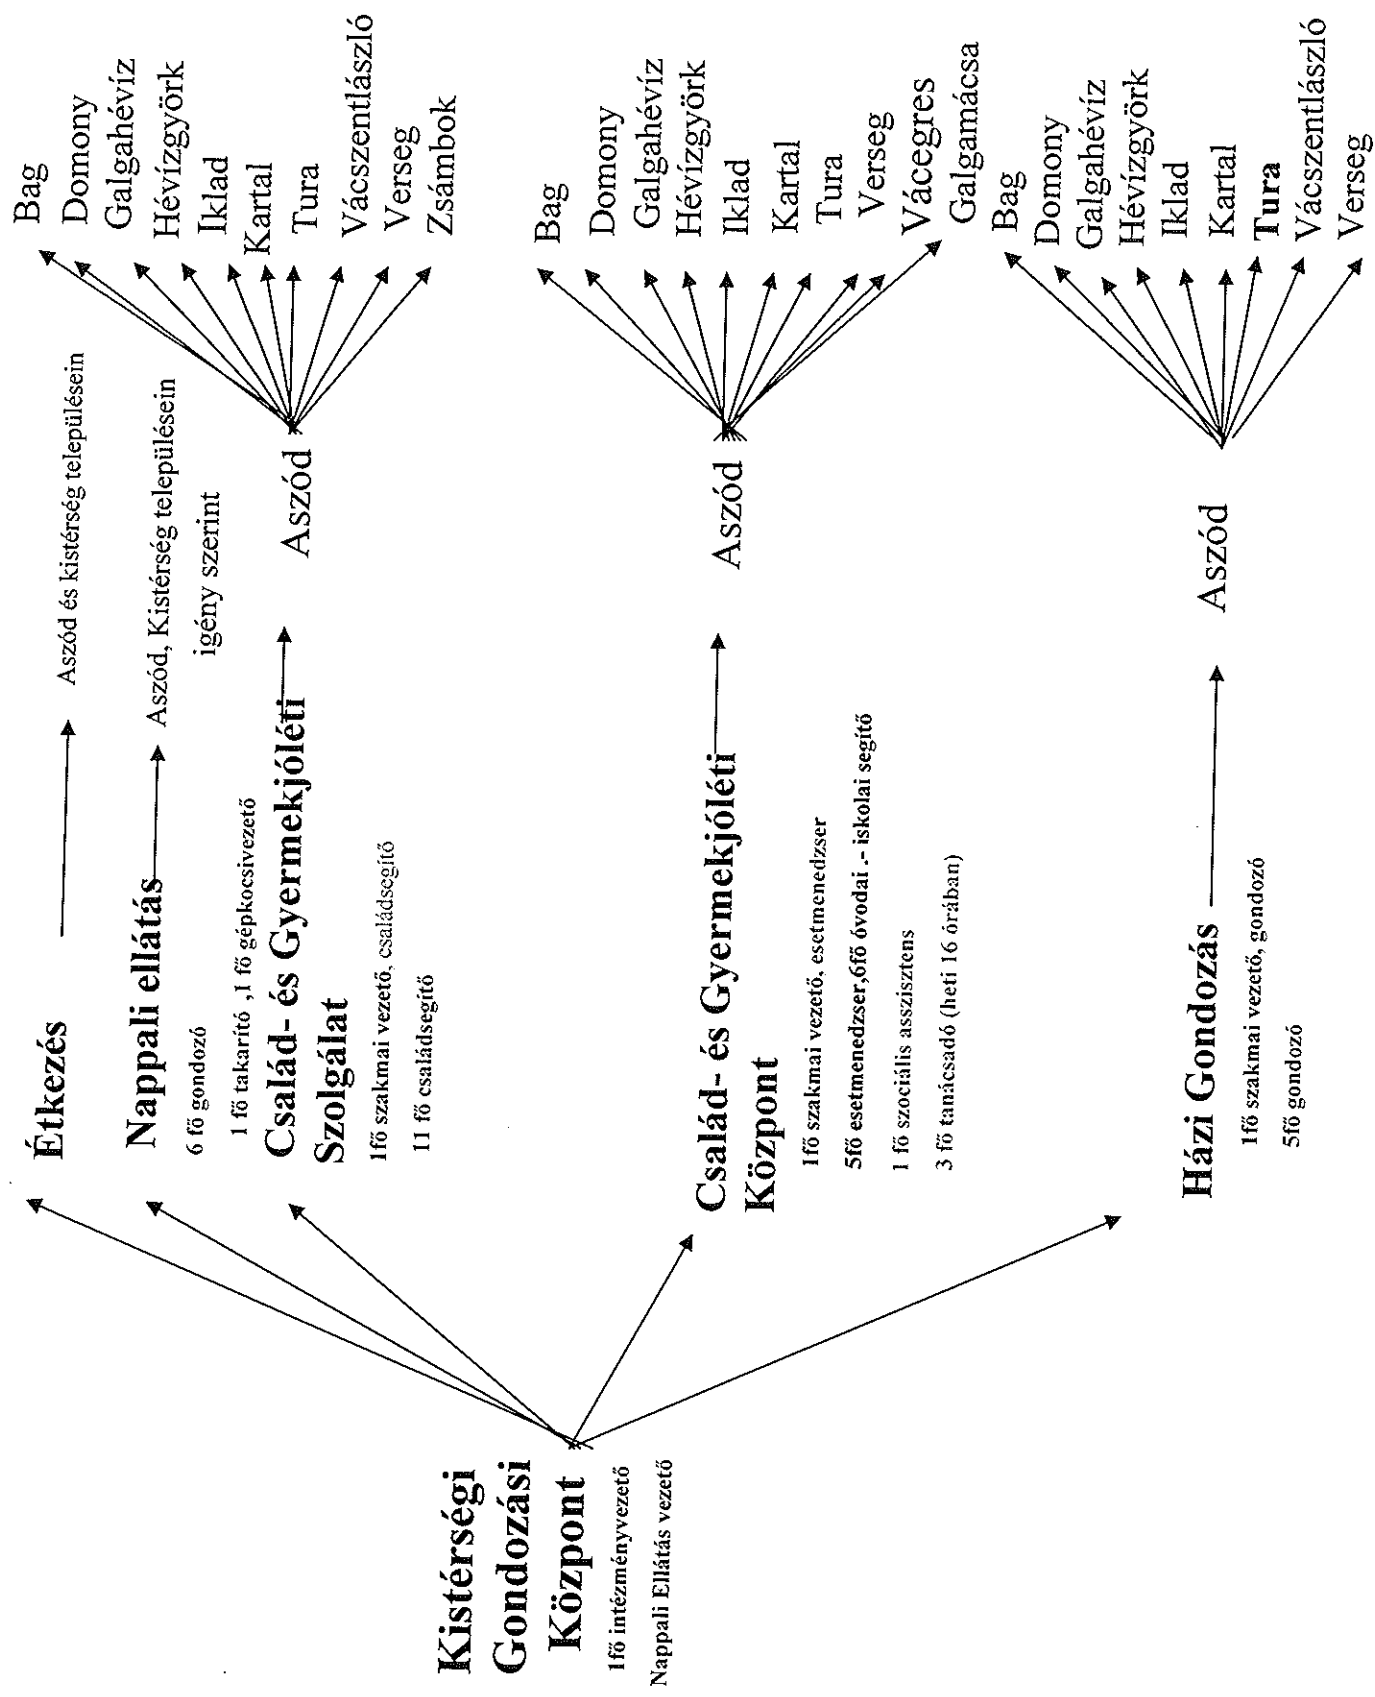 Kistérségi
Gondozási
Központ
1fő intézményvezető
Nappali Ellátás vezető
Étkezés
Aszód és kistérség településein
Nappali ellátás
Aszód, Kistérség településein
igény szerint
6 fő gondozó
1 fő takarító ,1 fő gépkocsivezető
Család- és Gyermekjóléti
Szolgálat
1fő szakmai vezető, családsegítő
11 fő családsegítő
Aszód
Bag
Domony
Galgahévíz
Hévízgyörk
Iklad
Kartal
Tura
Vácszentlászló
Verseg
Zsámbok
Család- és Gyermekjóléti
Központ
1fő szakmai vezető, esetmenedzser
5fő esetmenedzser,6fő óvodai .- iskolai segítő
1 fő szociális asszisztens
3 fő tanácsadó (heti 16 órában)
Aszód
Bag
Domony
Galgahévíz
Hévízgyörk
Iklad
Kartal
Tura
Verseg
Vácegres
Galgamácsa
Házi Gondozás
1fő szakmai vezető, gondozó
5fő gondozó
Aszód
Bag
Domony
Galgahévíz
Hévízgyörk
Iklad
Kartal
Tura
Vácszentlászló
Verseg